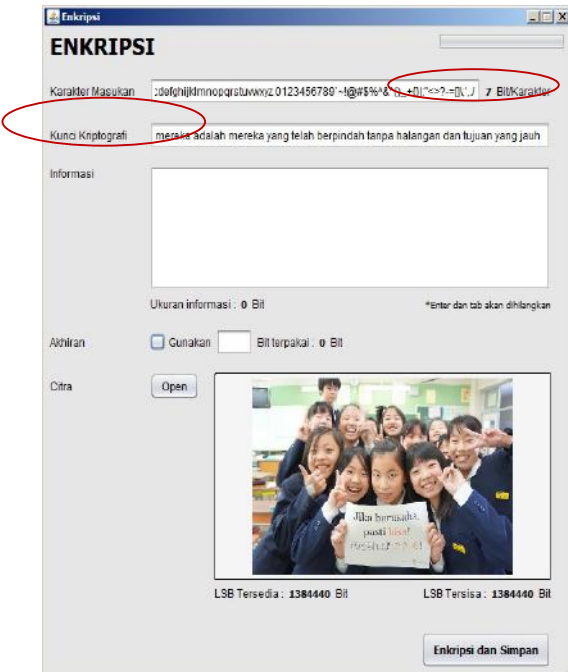 Enkripsi
ENKRIPSI
Karakter Masukan :defghijklmnopqrstuvwxyz 0123456789`~!@#$%^&*()_+{}|:"<>?-=[]\;',./ 7 Bit/Karakter
Kunci Kriptografi mereka adalah mereka yang telah berpindah tanpa halangan dan tujuan yang jauh
Informasi
Ukuran informasi : 0 Bit *Enter dan tab akan dihilangkan
Akhiran Gunakan Bit terpakai : 0 Bit
Citra Open
Jika berusaha,
pasti bisa!
LSB Tersedia : 1384440 Bit LSB Tersisa : 1384440 Bit
Enkripsi dan Simpan